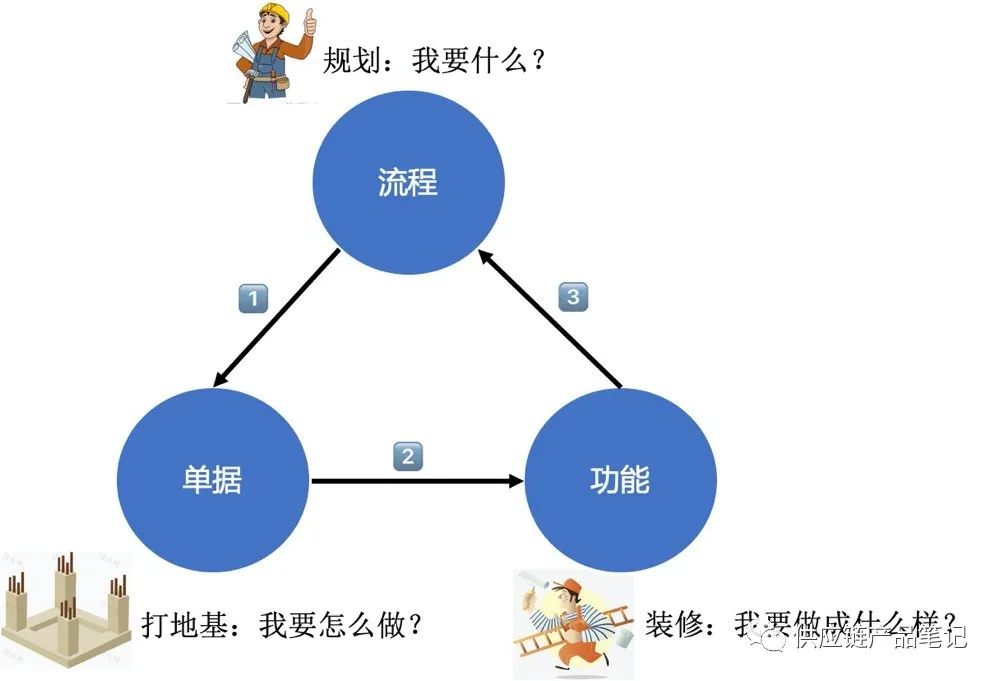 规划：我要什么？
流程
1
3
2
单据
功能
打地基：我要怎么做？
装修：我要做成什么样？
供应链产品笔记